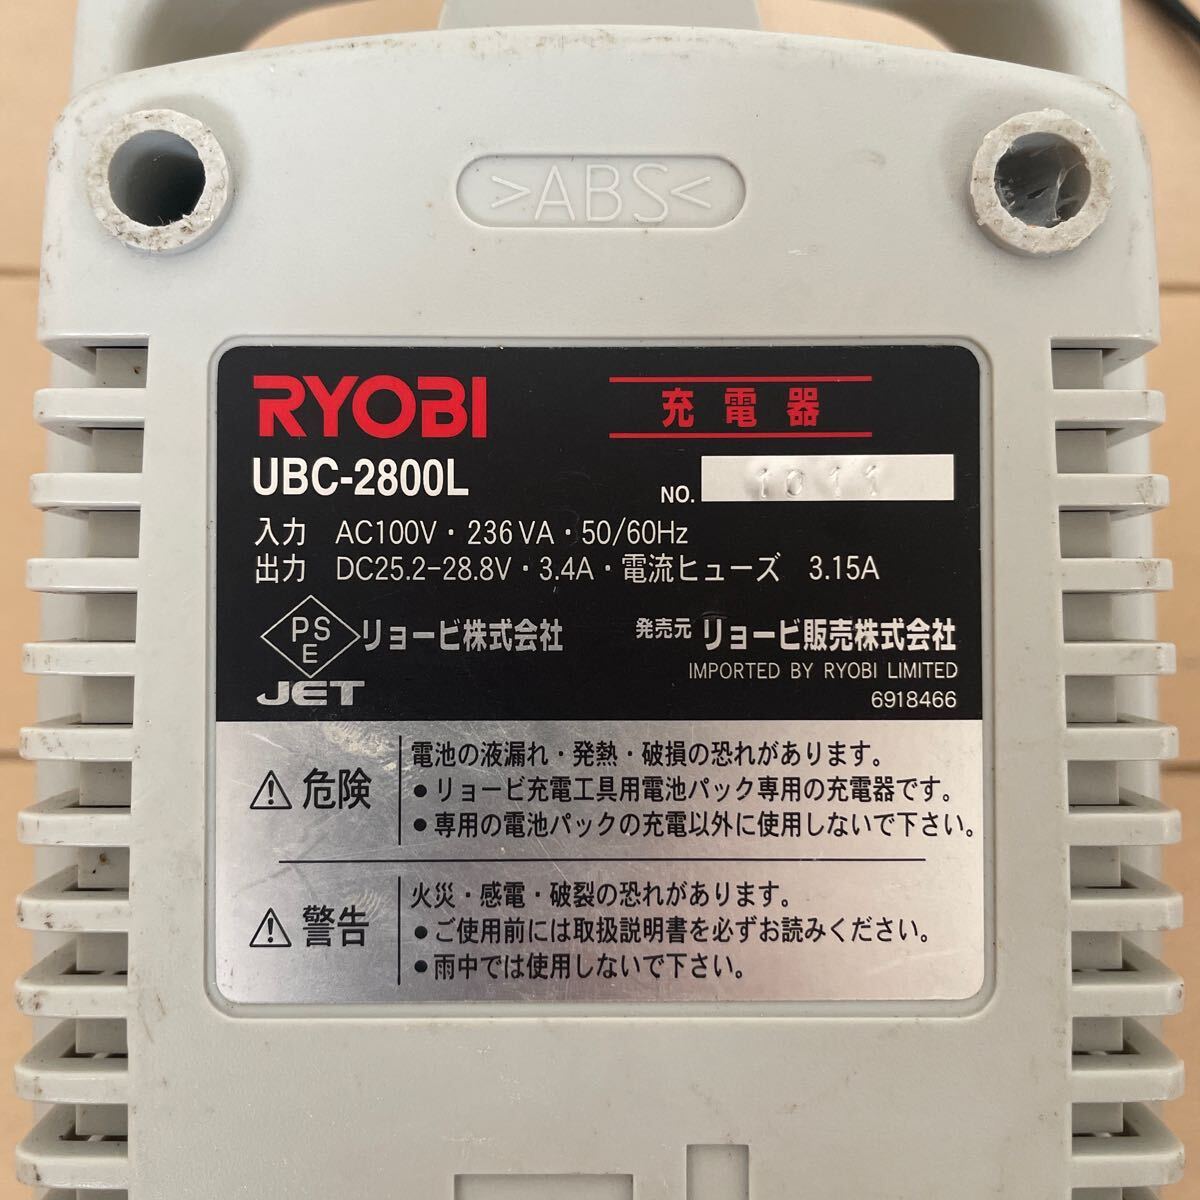 >ABS<
RYOBI
充電器
UBC-2800L
NO. 1011
入力 AC100V・236VA・50/60Hz
出力 DC25.2-28.8V・3.4A・電流ヒューズ 3.15A
PSE リョービ株式会社
発売元 リョービ販売株式会社
IMPORTED BY RYOBI LIMITED
JET
6918466
⚠危険
電池の液漏れ・発熱・破損の恐れがあります。
●リョービ充電工具用電池パック専用の充電器です。
●専用の電池パックの充電以外に使用しないで下さい。
⚠警告
火災・感電・破裂の恐れがあります。
●ご使用前には取扱説明書を必ずお読みください。
●雨中では使用しないで下さい。